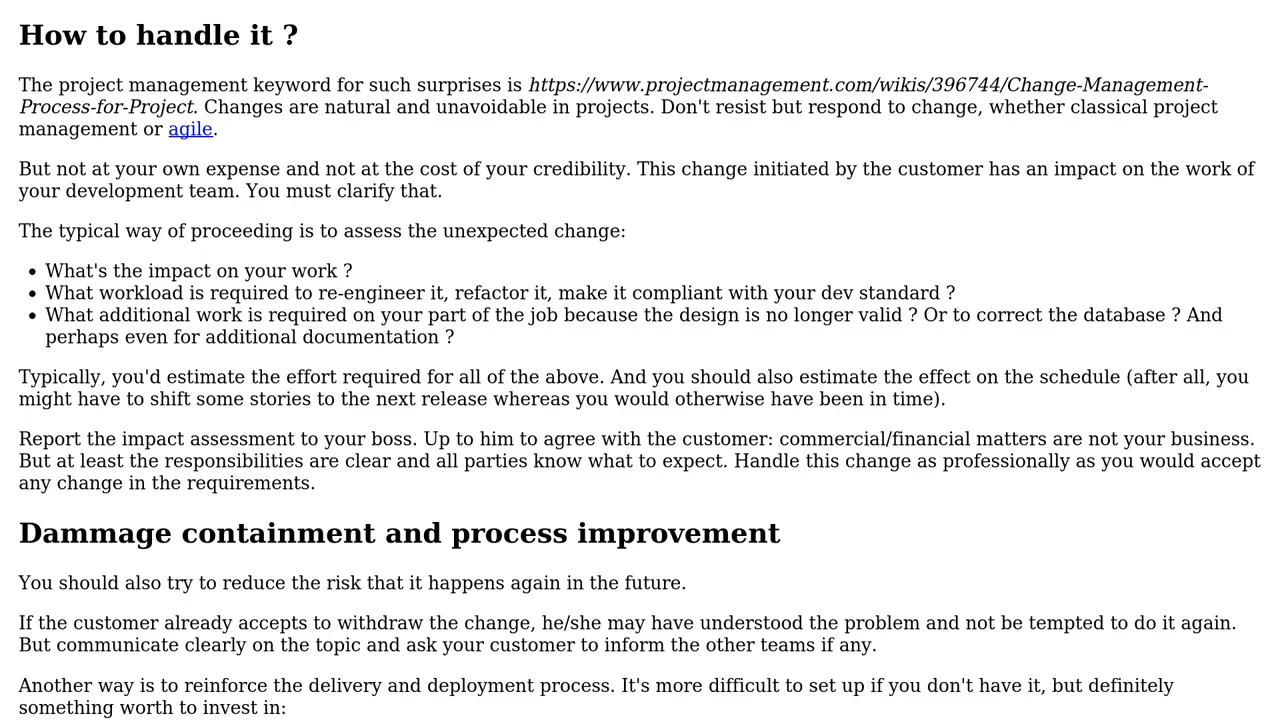 How to handle it ?
The project management keyword for such surprises is https://www.projectmanagement.com/wikis/396744/Change-Management-
Process-for-Project. Changes are natural and unavoidable in projects. Don't resist but respond to change, whether classical project
management or agile.
But not at your own expense and not at the cost of your credibility. This change initiated by the customer has an impact on the work of
your development team. You must clarify that.
The typical way of proceeding is to assess the unexpected change:
• What's the impact on your work ?
• What workload is required to re-engineer it, refactor it, make it compliant with your dev standard ?
• What additional work is required on your part of the job because the design is no longer valid ? Or to correct the database ? And
perhaps even for additional documentation ?
Typically, you'd estimate the effort required for all of the above. And you should also estimate the effect on the schedule (after all, you
might have to shift some stories to the next release whereas you would otherwise have been in time).
Report the impact assessment to your boss. Up to him to agree with the customer: commercial/financial matters are not your business.
But at least the responsibilities are clear and all parties know what to expect. Handle this change as professionally as you would accept
any change in the requirements.
Dammage containment and process improvement
You should also try to reduce the risk that it happens again in the future.
If the customer already accepts to withdraw the change, he/she may have understood the problem and not be tempted to do it again.
But communicate clearly on the topic and ask your customer to inform the other teams if any.
Another way is to reinforce the delivery and deployment process. It's more difficult to set up if you don't have it, but definitely
something worth to invest in: